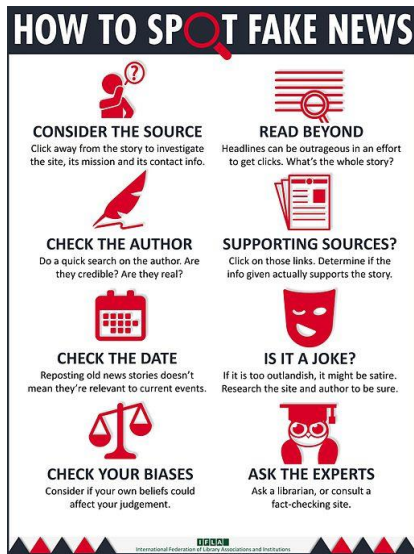 HOW TO SPOT FAKE NEWS
CONSIDER THE SOURCE
Click away from the story to investigate
the site, its mission and its contact info.
READ BEYOND
Headlines can be outrageous in an effort
to get clicks. What's the whole story?
CHECK THE AUTHOR
Do a quick search on the author. Are
they credible? Are they real?
SUPPORTING SOURCES?
Click on those links. Determine if the
info given actually supports the story.
CHECK THE DATE
Reposting old news stories doesn't
mean they're relevant to current events.
IS IT A JOKE?
If it is too outlandish, it might be satire.
Research the site and author to be sure.
CHECK YOUR BIASES
Consider if your own beliefs could
affect your judgement.
ASK THE EXPERTS
Ask a librarian, or consult a
fact-checking site.
IFLA
International Federation of Library Associations and Institutions